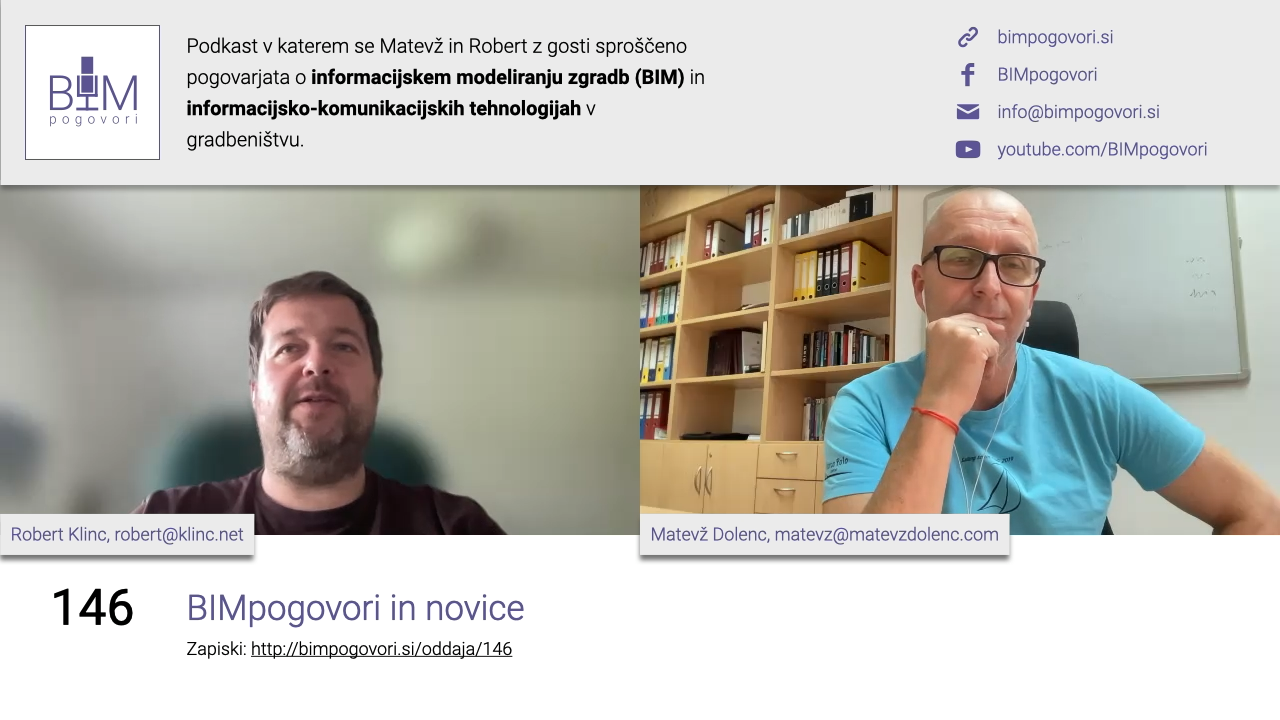 BIM
pogovori
Podkast v katerem se Matevž in Robert z gosti sproščeno
pogovarjata o informacijskem modeliranju zgradb (BIM) in
informacijsko-komunikacijskih tehnologijah v
gradbeništvu.
bimpogovori.si
BIMpogovori
info@bimpogovori.si
youtube.com/BIMpogovori
Robert Klinc, robert@klinc.net
Matevž Dolenc, matevz@matevzdolenc.com
146
BIMpogovori in novice
Zapiski: http://bimpogovori.si/oddaja/146